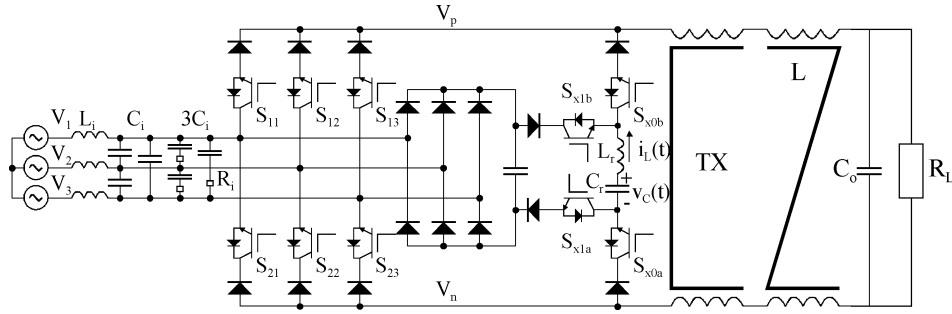 Vp
L
V1 Li Ci 3Ci
V2
V3
Ri
S11 S12 S13
Sx1b
Sx0b
Lr iL(t)
Cr + vC(t)
-
TX
Co
RL
Sx1a
S21 S22 S23
Sx0a
Vn